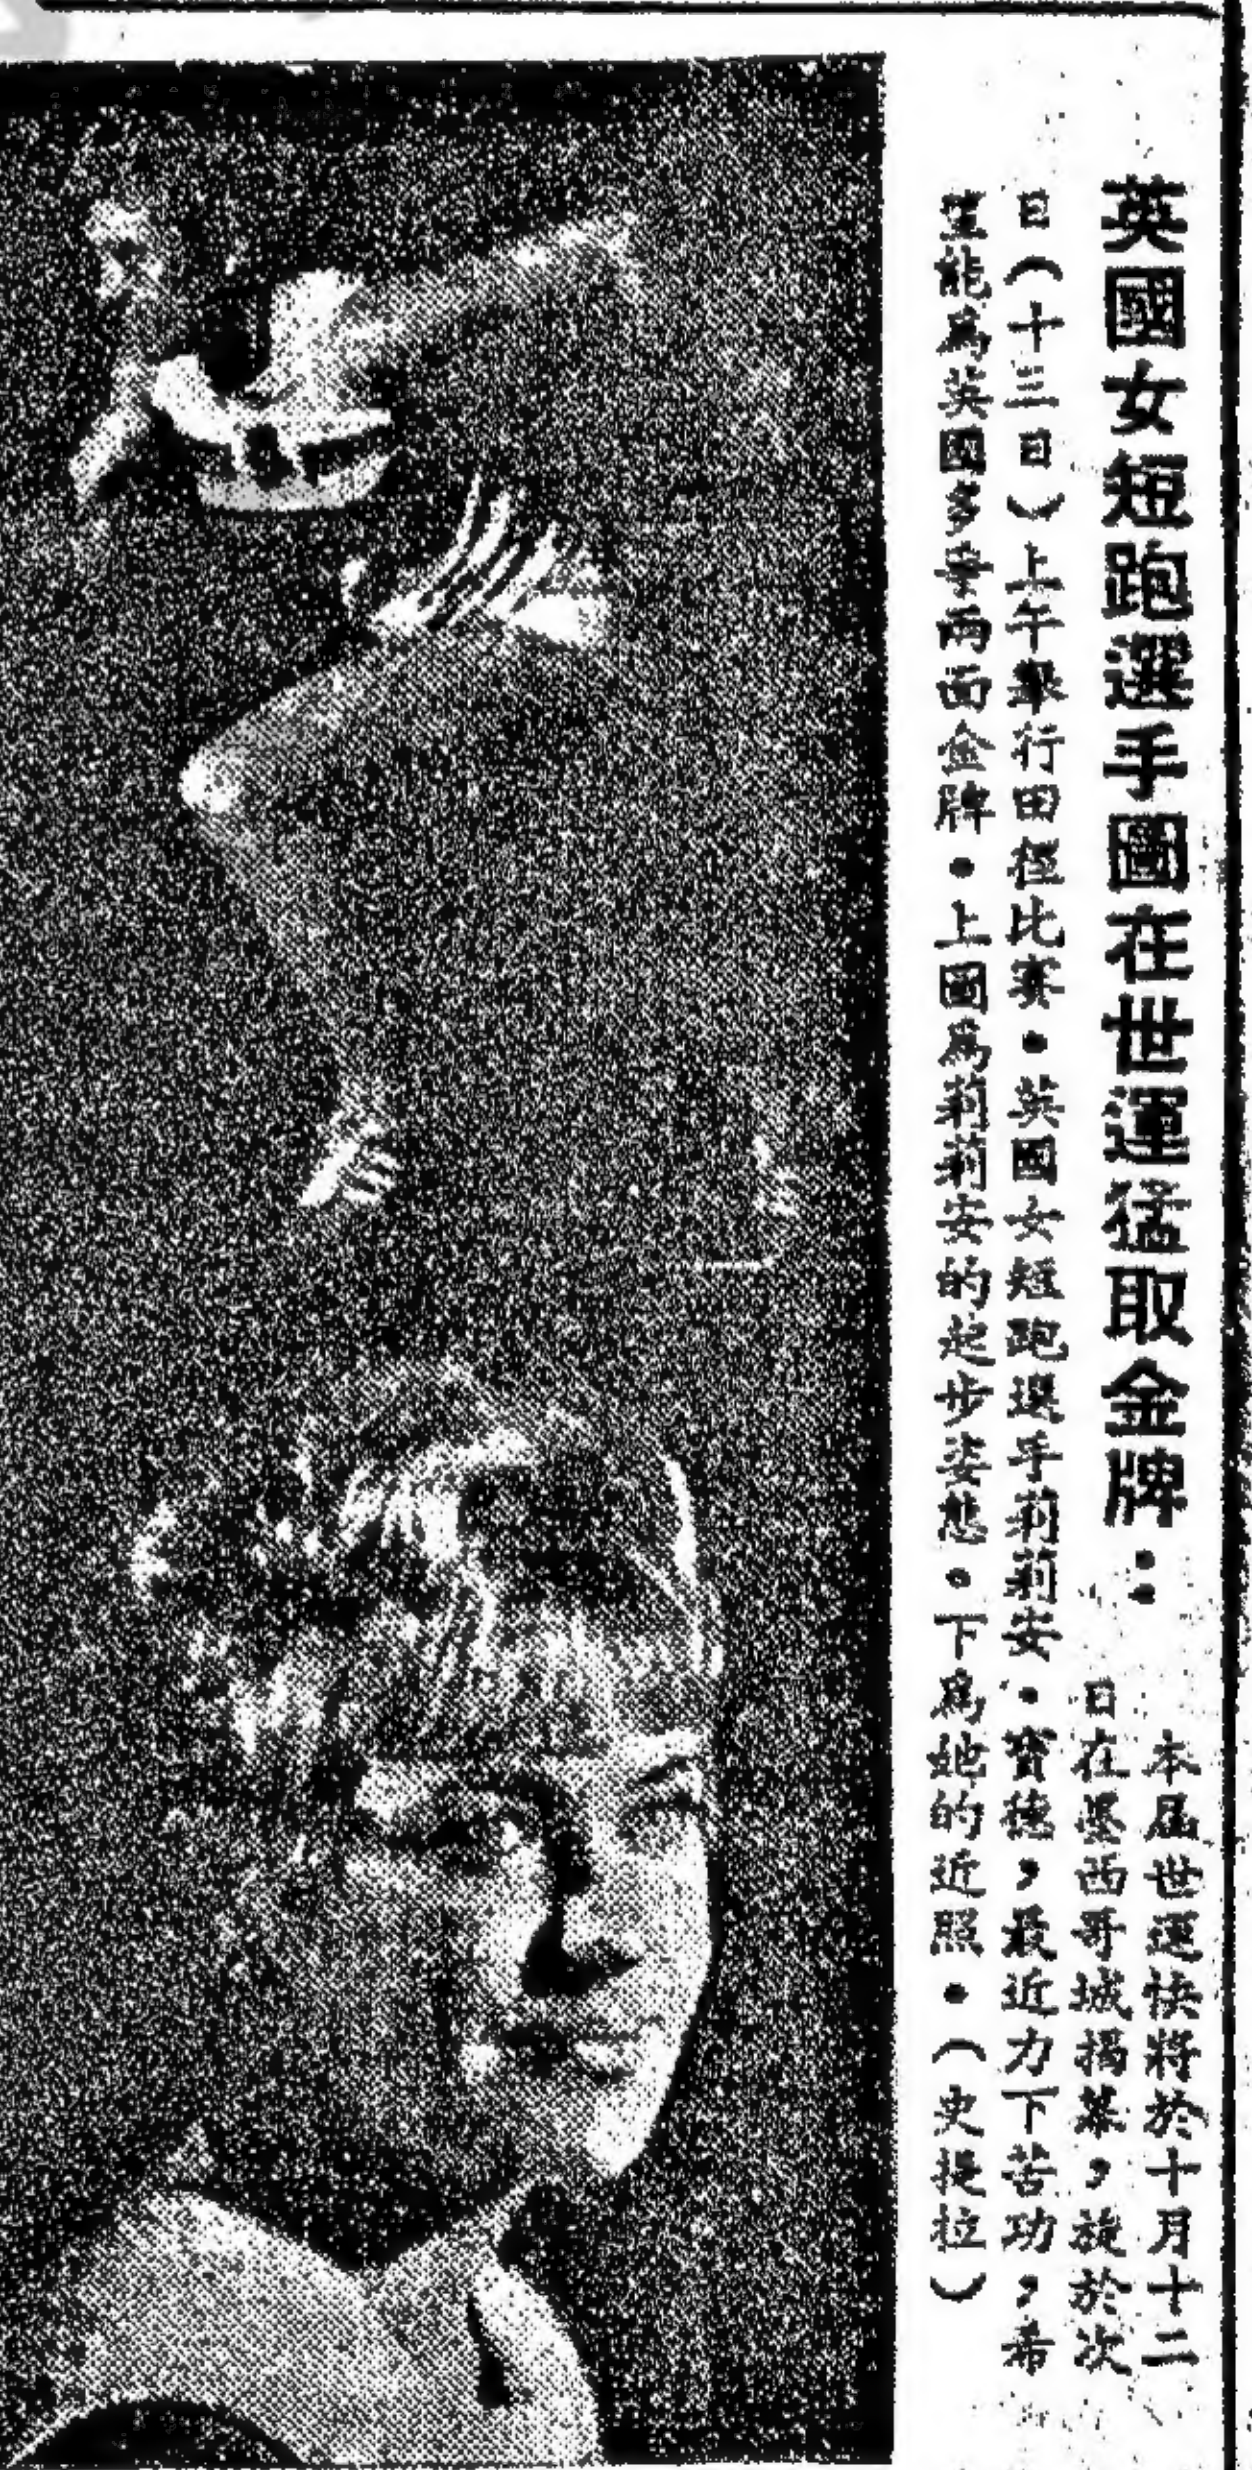 英國女短跑選手圖在世運猛取金牌：
本屆世運快將於十月十二
日在墨西哥城揭幕，旋於次
日（十三日）上午舉行田徑比賽・英國女短跑選手莉莉安・寶德，最近力下苦功，希
望能為英國多奪兩面金牌・上圖為莉莉安的起步姿態・下為她的近照・（史提拉）